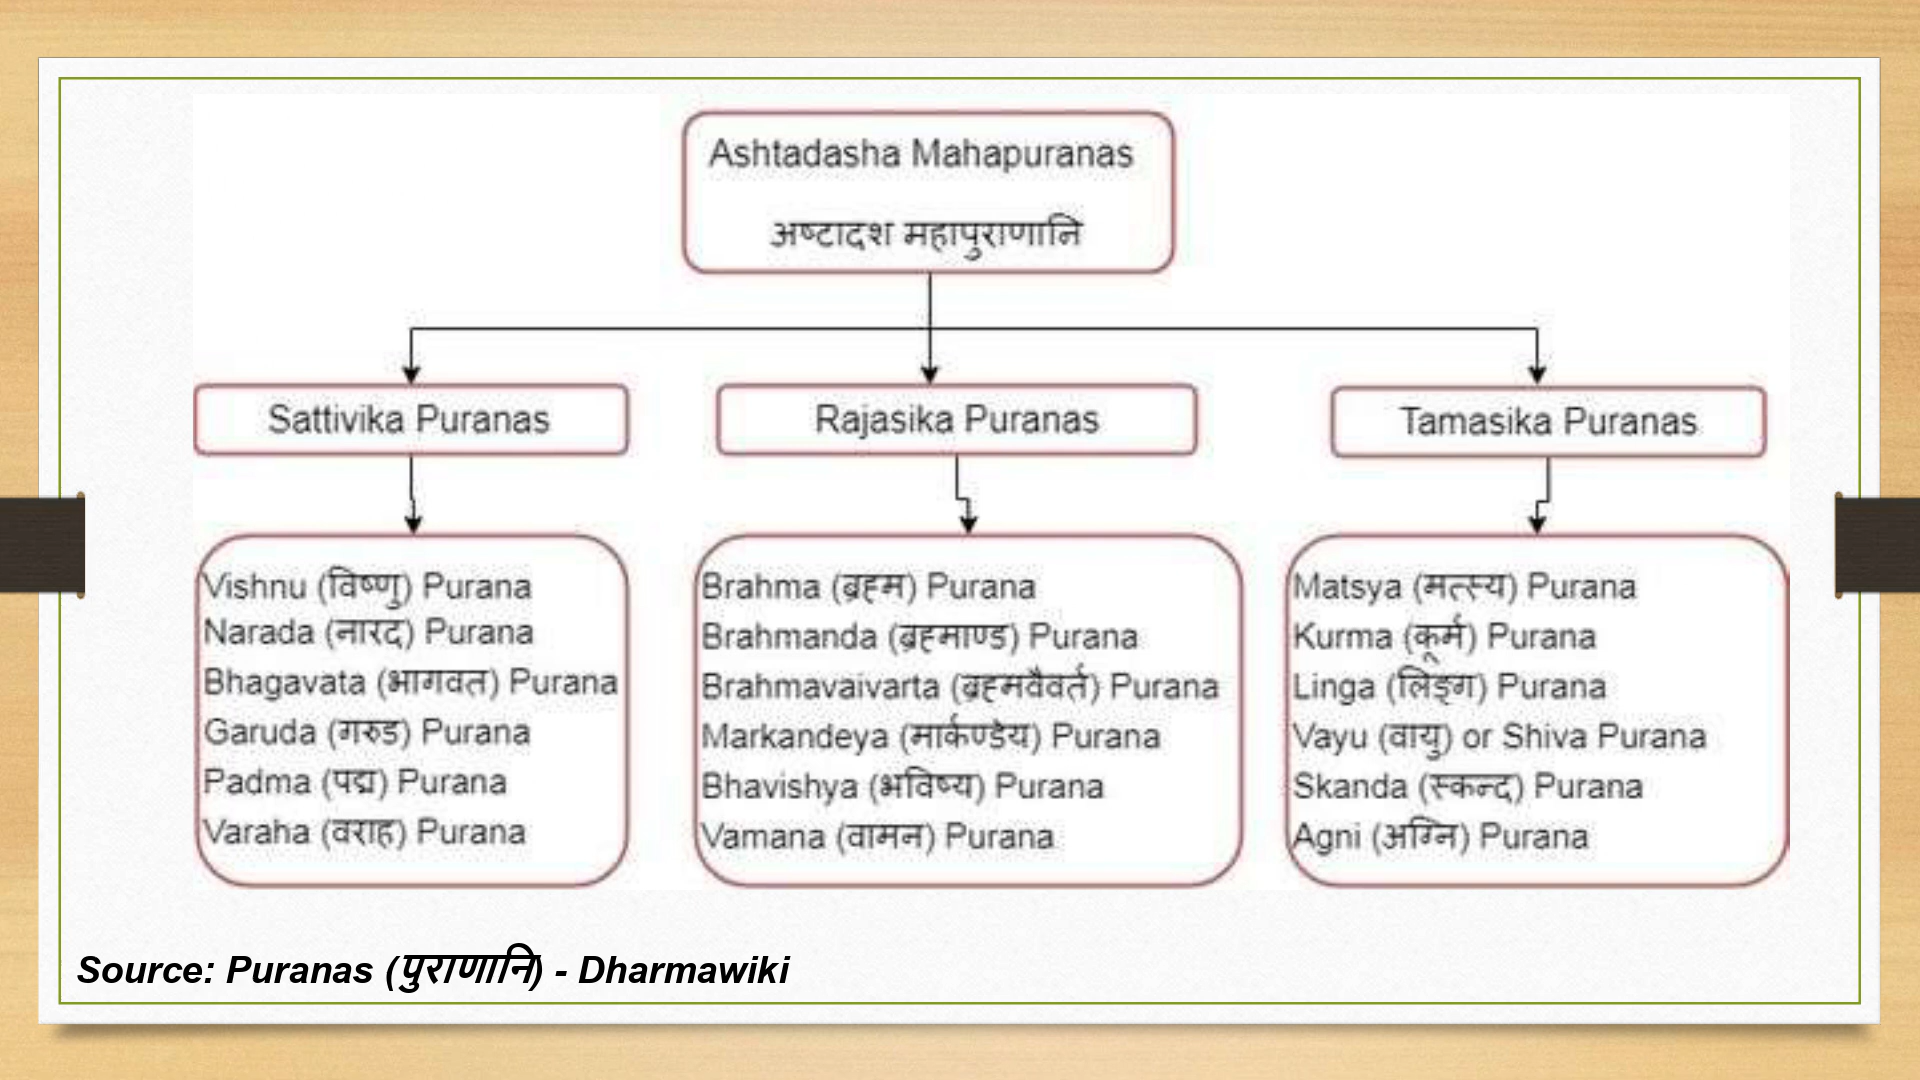 Ashtadasha Mahapuranas
अष्टादश महापुराणानि
Sattivika Puranas
Rajasika Puranas
Tamasika Puranas
Vishnu (विष्णु) Purana
Narada (नारद) Purana
Bhagavata (भागवत) Purana
Garuda (गरुड) Purana
Padma (पद्म) Purana
Varaha (वराह) Purana
Brahma (ब्रह्म) Purana
Brahmanda (ब्रह्माण्ड) Purana
Brahmavaivarta (ब्रह्मवैवर्त) Purana
Markandeya (मार्कण्डेय) Purana
Bhavishya (भविष्य) Purana
Vamana (वामन) Purana
Matsya (मत्स्य) Purana
Kurma (कूर्म) Purana
Linga (लिङ्ग) Purana
Vayu (वायु) or Shiva Purana
Skanda (स्कन्द) Purana
Agni (अग्नि) Purana
Source: Puranas (पुराणानि) - Dharmawiki